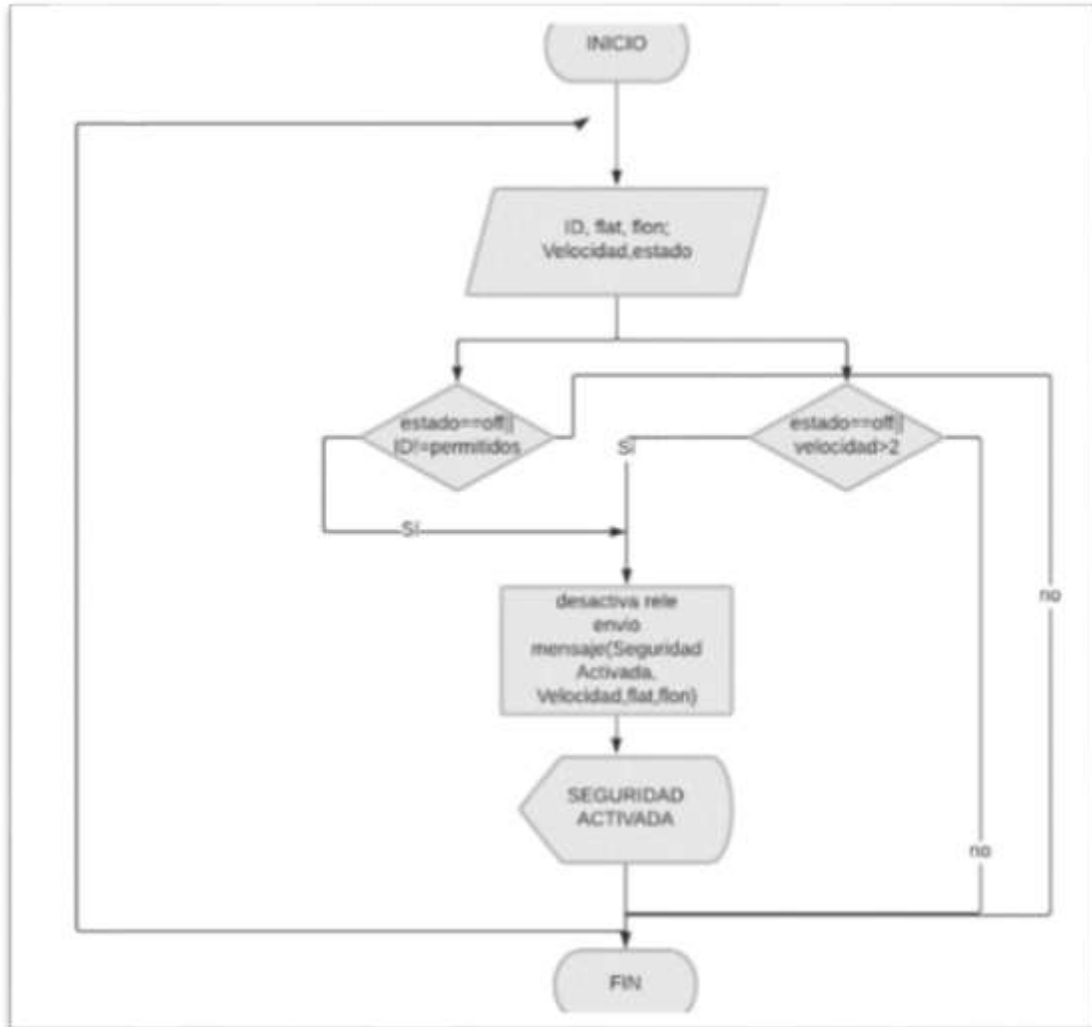 INICIO
ID, flat, flon;
Velocidad,estado
estado==off||
ID!=permitidos
estado==off||
velocidad>2
Si
Si
desactiva rele
envio
mensaje(Seguridad
Activada,
Velocidad,flat,flon)
no
SEGURIDAD
ACTIVADA
no
FIN